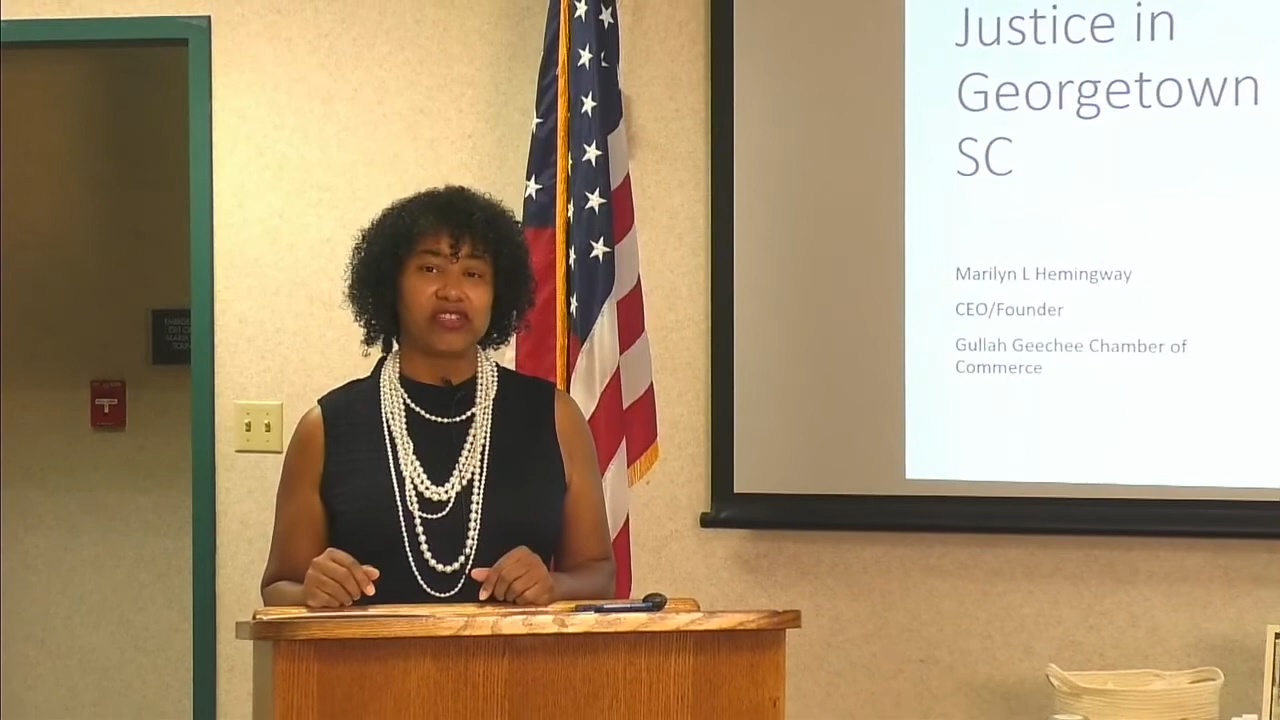 Justice in
Georgetown
SC
Marilyn L Hemingway
CEO/Founder
Gullah Geechee Chamber of
Commerce